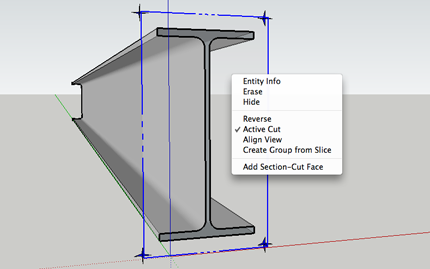 Entity Info
Erase
Hide
Reverse
✓ Active Cut
Align View
Create Group from Slice
Add Section-Cut Face